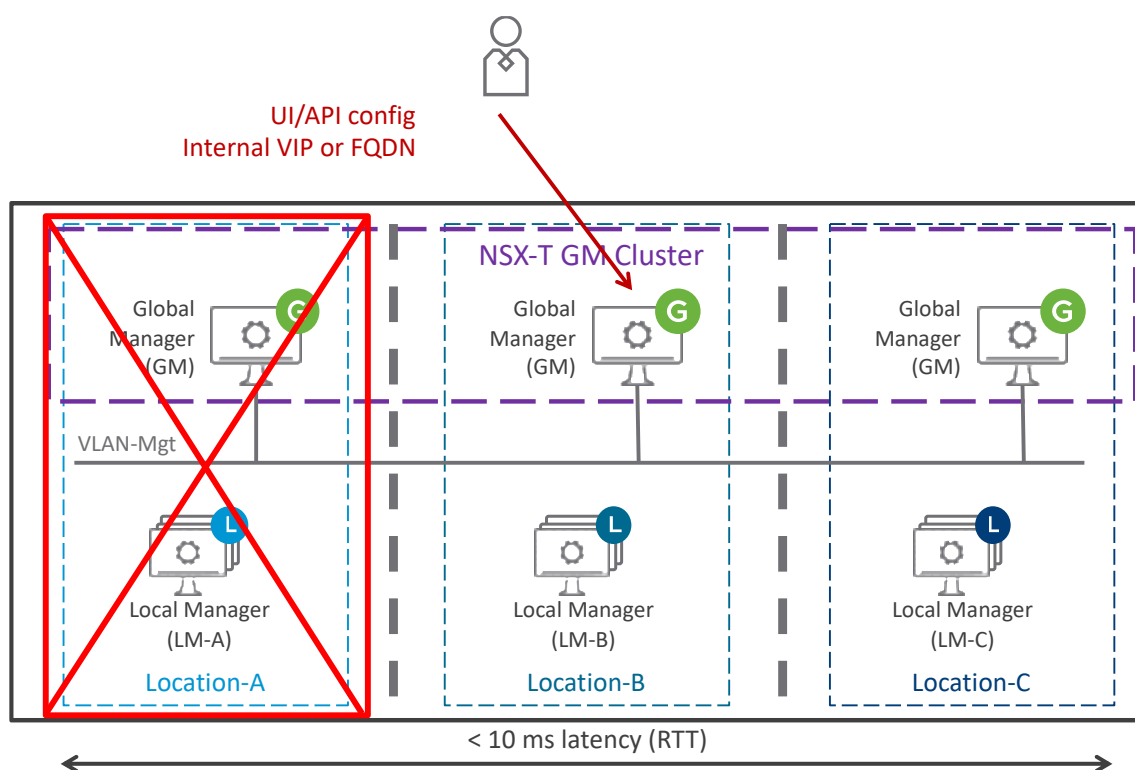 UI/API config
Internal VIP or FQDN
NSX-T GM Cluster
Global
Manager
(GM)
G
Global
Manager
(GM)
G
Global
Manager
(GM)
G
VLAN-Mgt
L
Local Manager
(LM-A)
Location-A
L
Local Manager
(LM-B)
Location-B
L
Local Manager
(LM-C)
Location-C
< 10 ms latency (RTT)